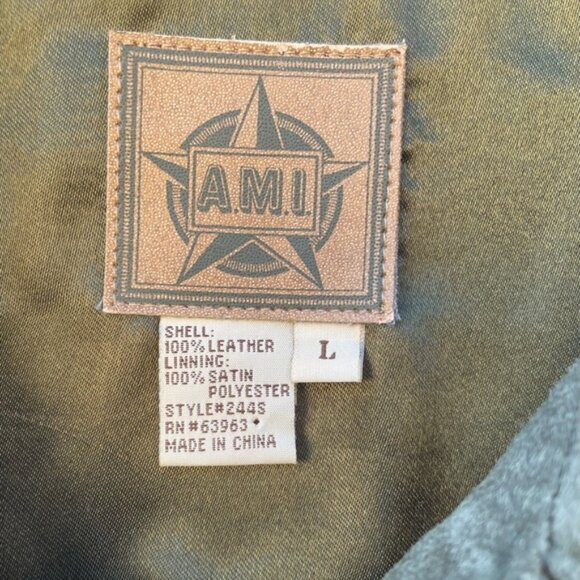 A.M.I.
SHELL:
100% LEATHER
LINNING:
100% SATIN
POLYESTER
STYLE#244S
RN#63963
MADE IN CHINA
L